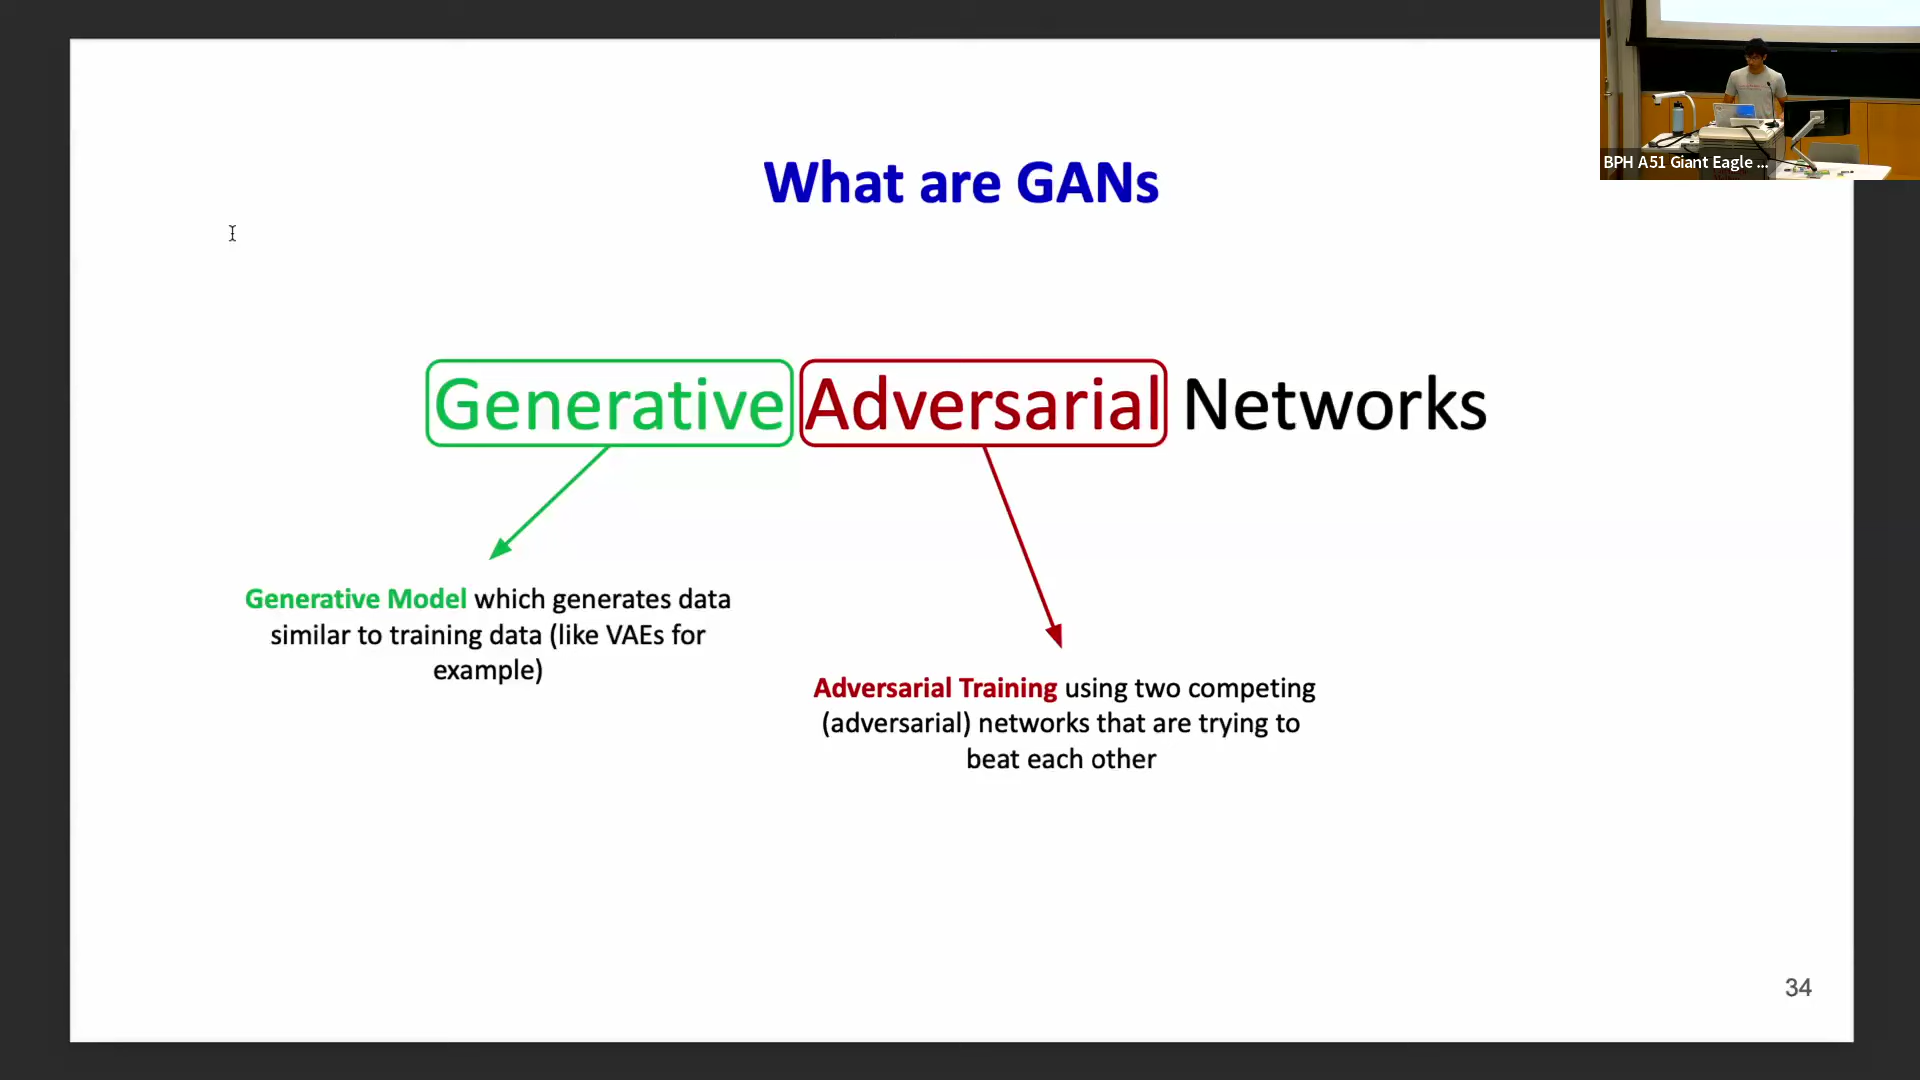 BPH A51 Giant Eagle ...
What are GANs
Generative Adversarial Networks
Generative Model which generates data
similar to training data (like VAEs for
example)
Adversarial Training using two competing
(adversarial) networks that are trying to
beat each other
34